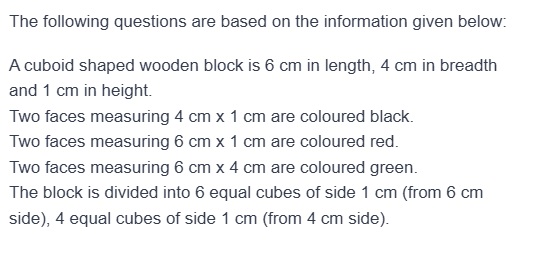 The following questions are based on the information given below:
A cuboid shaped wooden block is 6 cm in length, 4 cm in breadth
and 1 cm in height.
Two faces measuring 4 cm x 1 cm are coloured black.
Two faces measuring 6 cm x 1 cm are coloured red.
Two faces measuring 6 cm x 4 cm are coloured green.
The block is divided into 6 equal cubes of side 1 cm (from 6 cm
side), 4 equal cubes of side 1 cm (from 4 cm side).